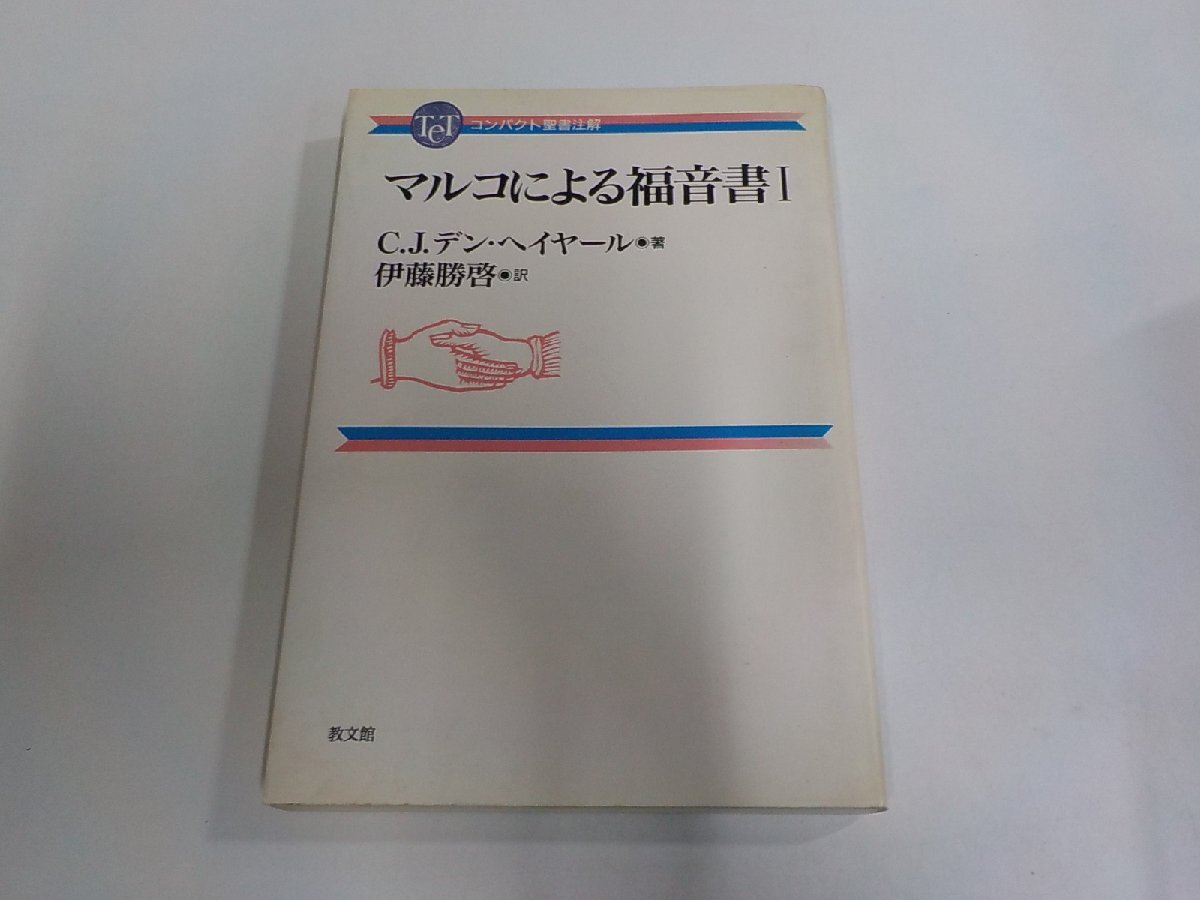 TeT コンパクト聖書注解
マルコによる福音書 I
C.J.デン・ヘイヤール◉著
伊藤勝啓◉訳
教文館